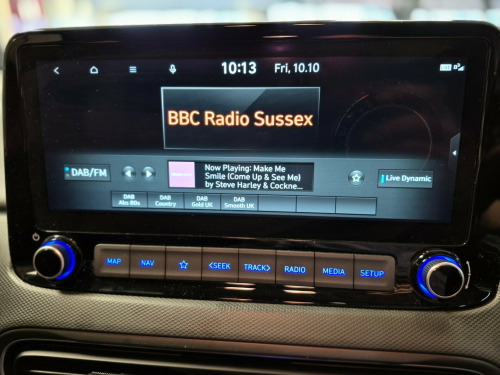 10:13 Fri, 10.10
BBC Radio Sussex
DAB/FM
Now Playing: Make Me
Smile (Come Up & See Me)
by Steve Harley & Cockne...
Live Dynamic
DAB
Abs 80s
DAB
Country
DAB
Gold UK
DAB
Smooth UK
MAP
NAV
<SEEK
TRACK>
RADIO
MEDIA
SETUP